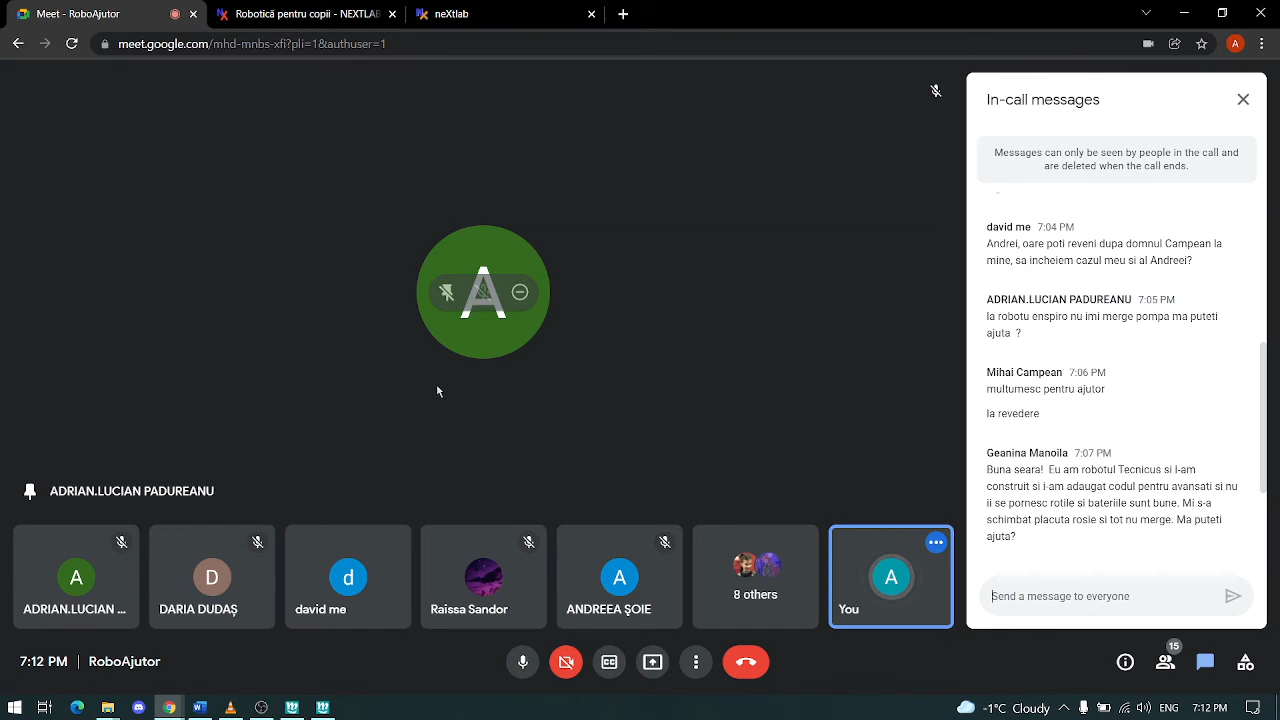 Meet - RoboAjutor
Robotică pentru copii - NEXTLAB
neXtlab
meet.google.com/mhd-mnbs-xfi?pli=1&authuser=1
A
A
ADRIAN.LUCIAN PADUREANU
A
ADRIAN.LUCIAN ...
D
DARIA DUDAȘ
d
david me
Raissa Sandor
A
ANDREEA ŞOIE
8 others
A
You
In-call messages
Messages can only be seen by people in the call and
are deleted when the call ends.
david me 7:04 PM
Andrei, oare poti reveni dupa domnul Campean la
mine, sa incheiem cazul meu si al Andreei?
ADRIAN.LUCIAN PADUREANU 7:05 PM
la robotu enspiro nu imi merge pompa ma puteti
ajuta ?
Mihai Campean 7:06 PM
multumesc pentru ajutor
la revedere
Geanina Manoila 7:07 PM
Buna seara! Eu am robotul Tecnicus si l-am
construit si i-am adaugat codul pentru avansati si nu
ii se pornesc rotile si bateriile sunt bune. Mi s-a
schimbat placuta rosie si tot nu merge. Ma puteti
ajuta?
Send a message to everyone
7:12 PM | RoboAjutor
CC
15
-1°C Cloudy
ENG
7:12 PM